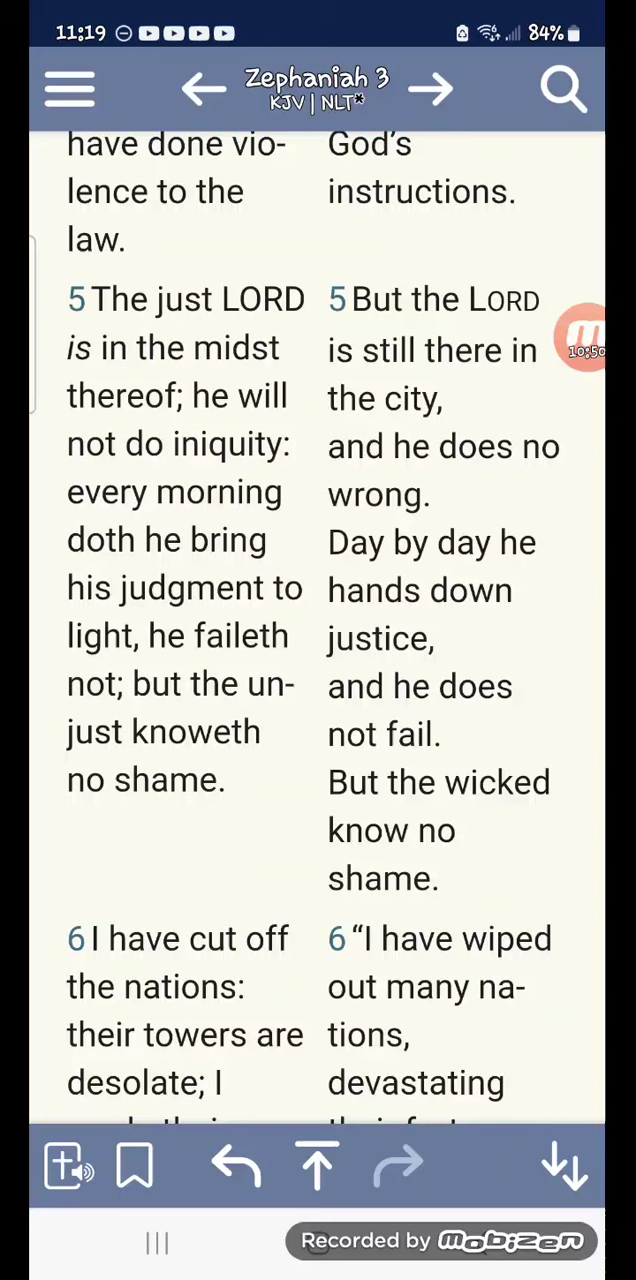 11:19
84%
Zephaniah 3
KJV | NLT*
have done vio-
lence to the
law.
5 The just LORD
is in the midst
thereof; he will
not do iniquity:
every morning
doth he bring
his judgment to
light, he faileth
not; but the un-
just knoweth
no shame.
6 I have cut off
the nations:
their towers are
desolate; I
God's
instructions.
5 But the LORD
is still there in
the city,
and he does no
wrong.
Day by day he
hands down
justice,
and he does
not fail.
But the wicked
know no
shame.
6 “I have wiped
out many na-
tions,
devastating
10:50
Recorded by mobizen